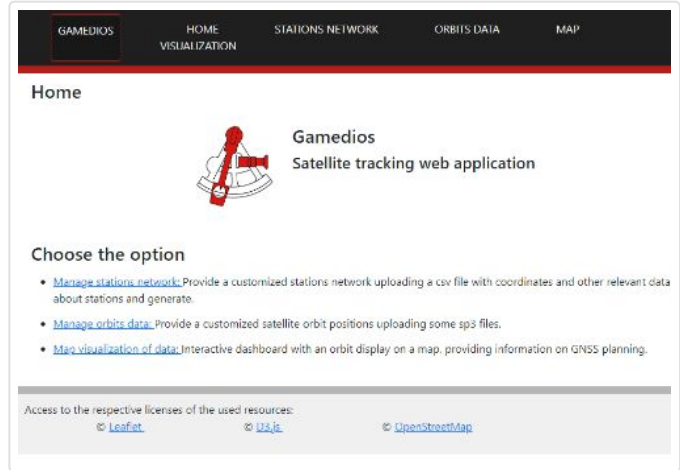 GAMEDIOS
HOME
VISUALIZATION
STATIONS NETWORK
ORBITS DATA
MAP
Home
Gamedios
Satellite tracking web application
Choose the option
Manage stations network: Provide a customized stations network uploading a csv file with coordinates and other relevant data
about stations and generate.
Manage orbits data: Provide a customized satellite orbit positions uploading some sp3 files.
Map visualization of data: Interactive dashboard with an orbit display on a map, providing information on GNSS planning.
Access to the respective licenses of the used resources:
© Leaflet © D3.js © OpenStreetMap